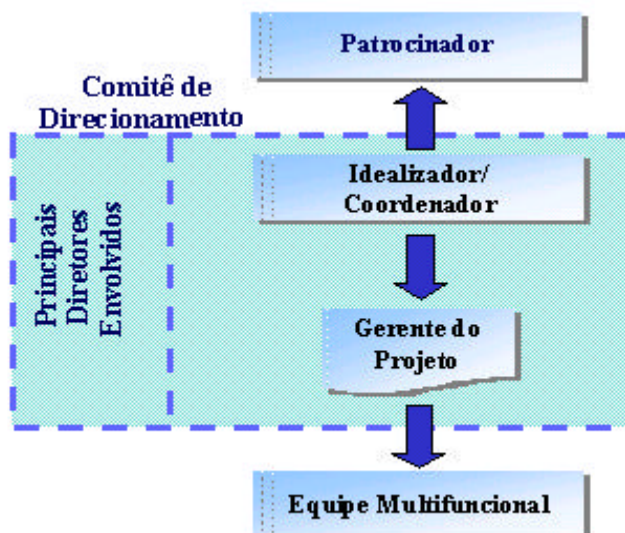 Patrocinador
Comitê de
Direcionamento
Idealizador/
Coordenador
Principais
Diretores
Envolvidos
Gerente do
Projeto
Equipe Multifuncional